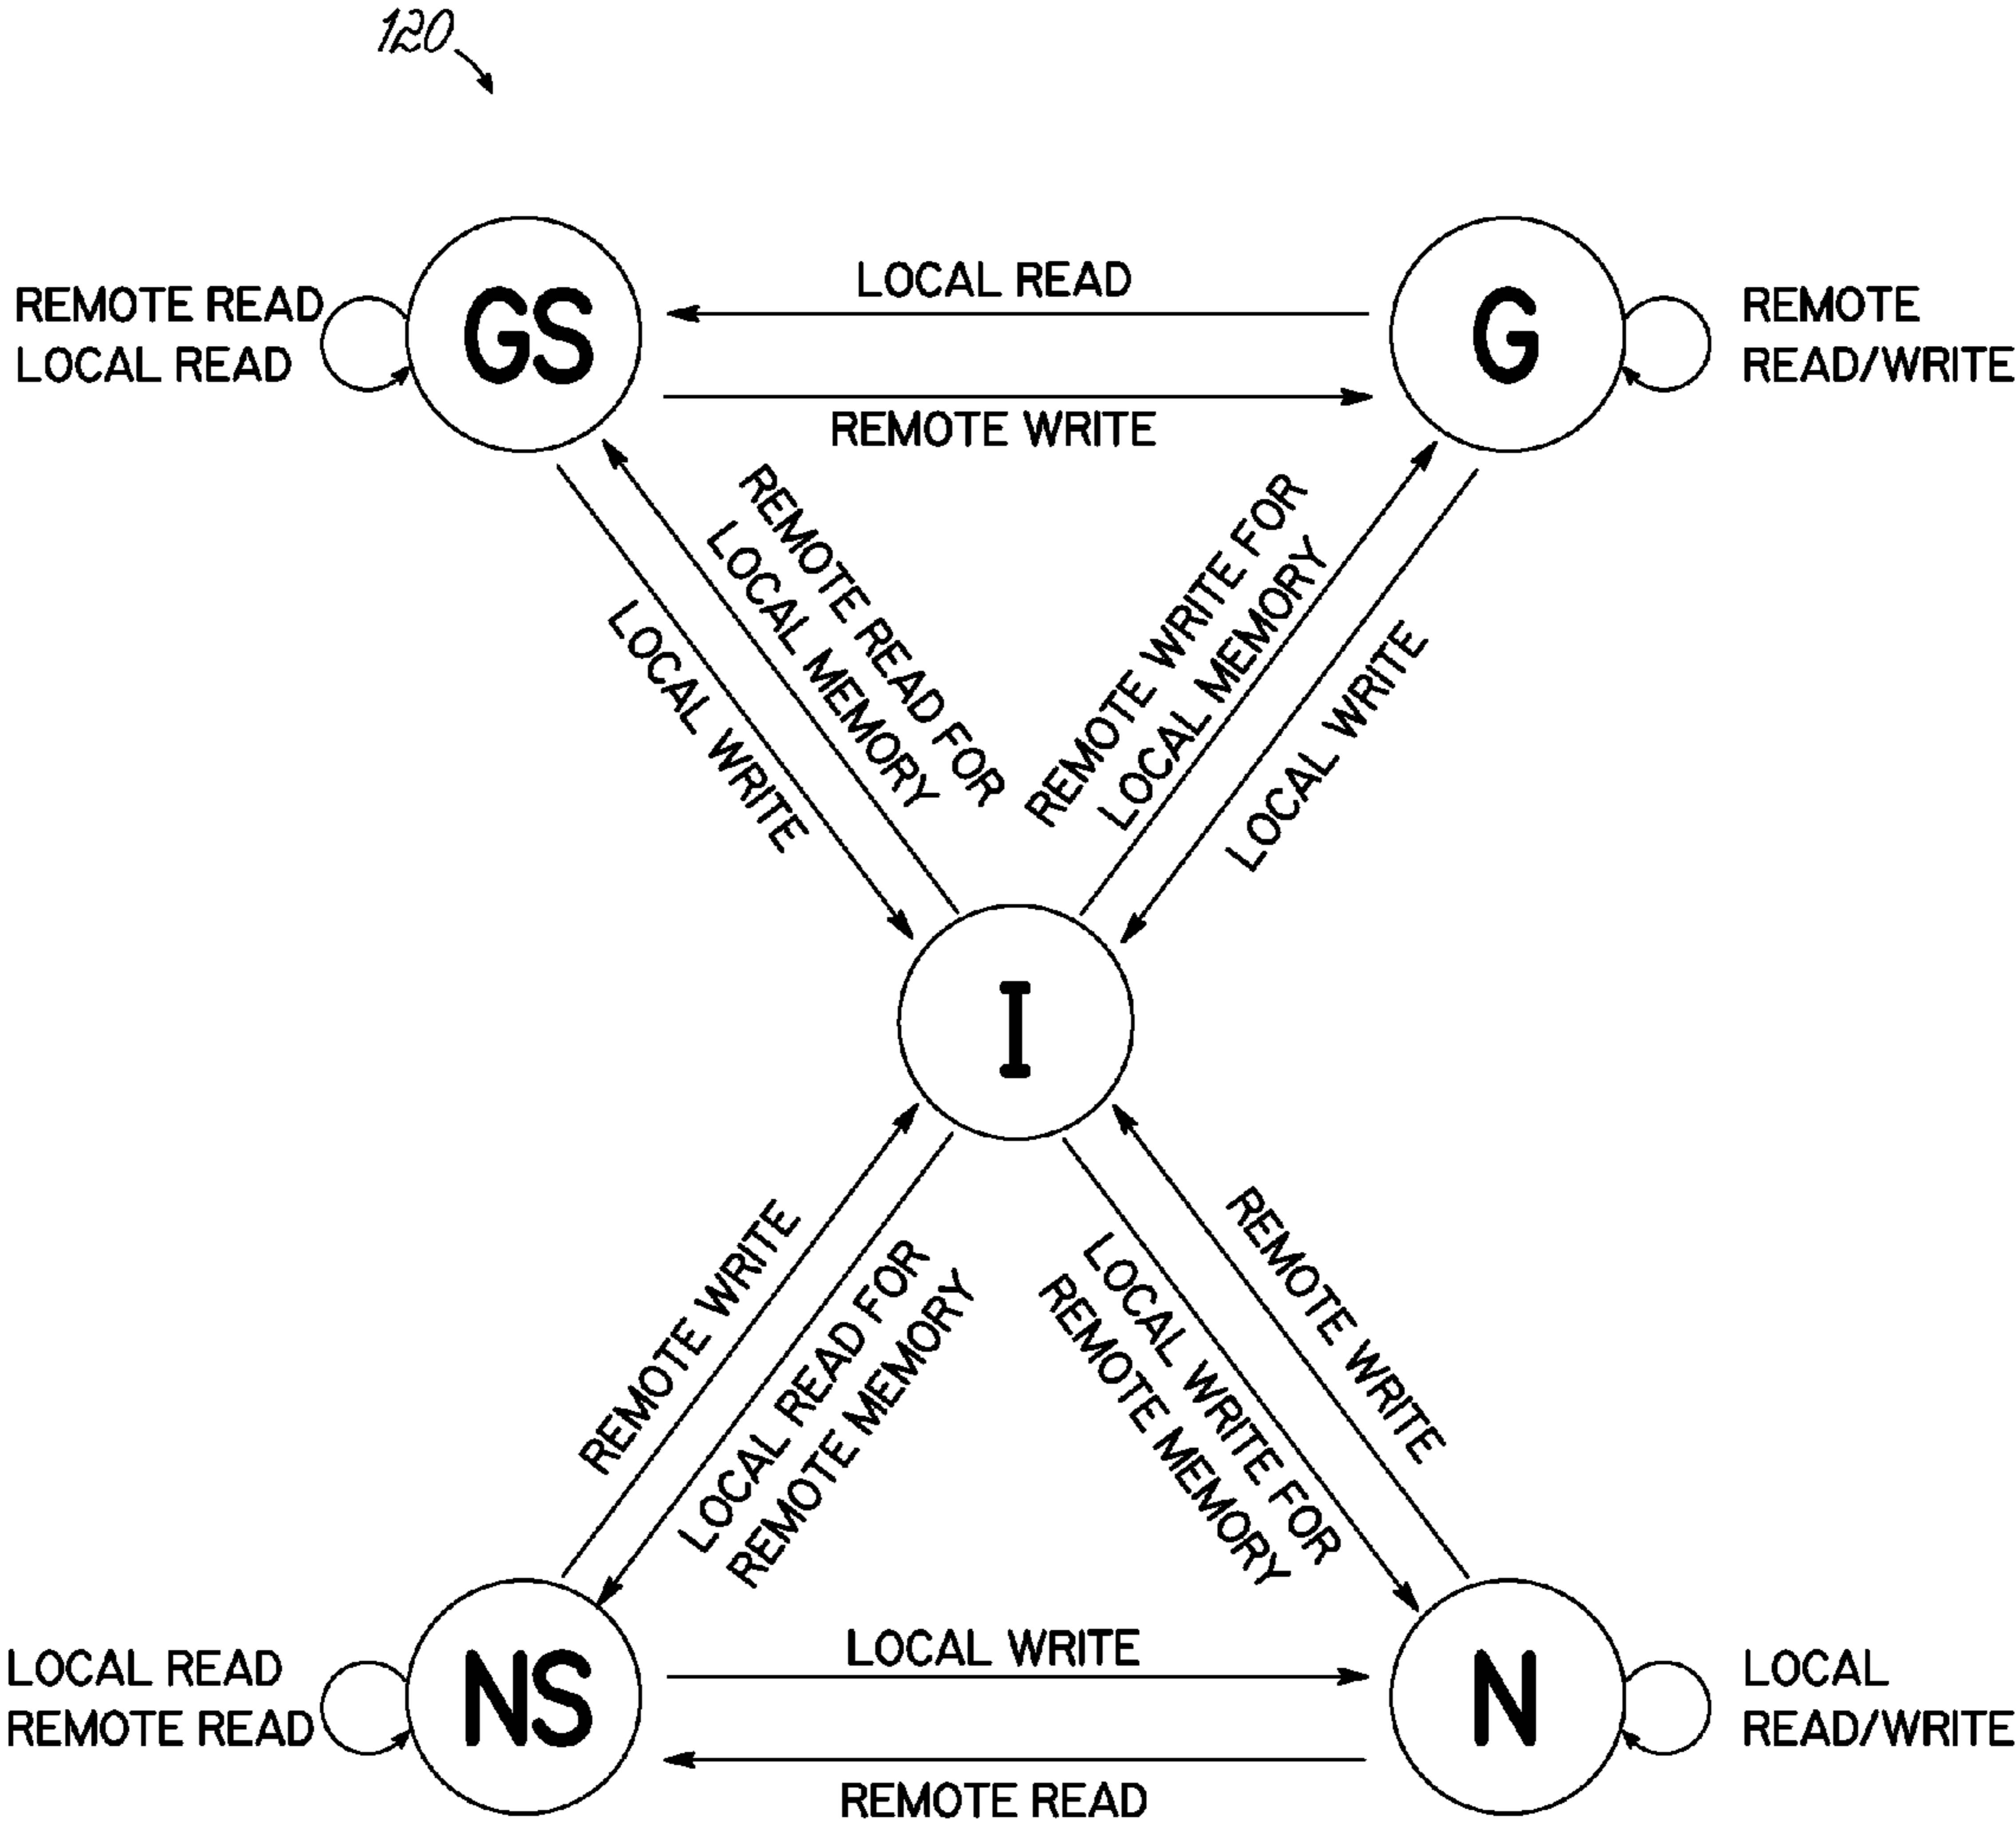 120
LOCAL READ
GS
G
REMOTE READ
LOCAL READ
REMOTE
READ/WRITE
REMOTE WRITE
LOCAL WRITE
REMOTE READ FOR
LOCAL MEMORY
REMOTE WRITE FOR
LOCAL MEMORY
LOCAL WRITE
I
REMOTE WRITE
LOCAL READ FOR
REMOTE MEMORY
LOCAL WRITE FOR
REMOTE MEMORY
REMOTE WRITE
LOCAL READ
REMOTE READ
NS
LOCAL WRITE
N
LOCAL
READ/WRITE
REMOTE READ